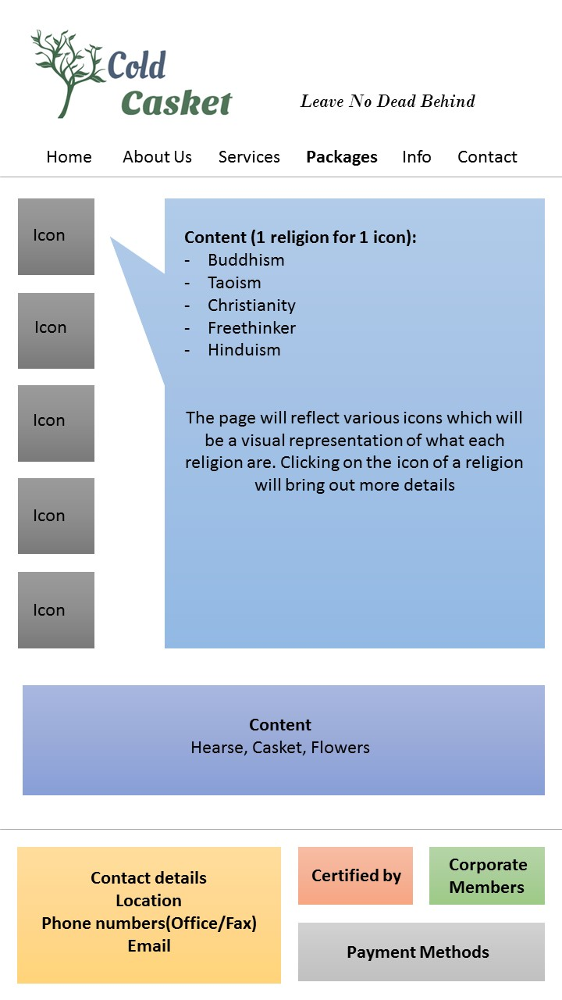 Cold
Casket
Leave No Dead Behind
Home About Us Services Packages Info Contact
Icon
Icon
Icon
Icon
Icon
Content (1 religion for 1 icon):
- Buddhism
- Taoism
- Christianity
- Freethinker
- Hinduism
The page will reflect various icons which will
be a visual representation of what each
religion are. Clicking on the icon of a religion
will bring out more details
Content
Hearse, Casket, Flowers
Contact details
Location
Phone numbers(Office/Fax)
Email
Certified by
Corporate
Members
Payment Methods